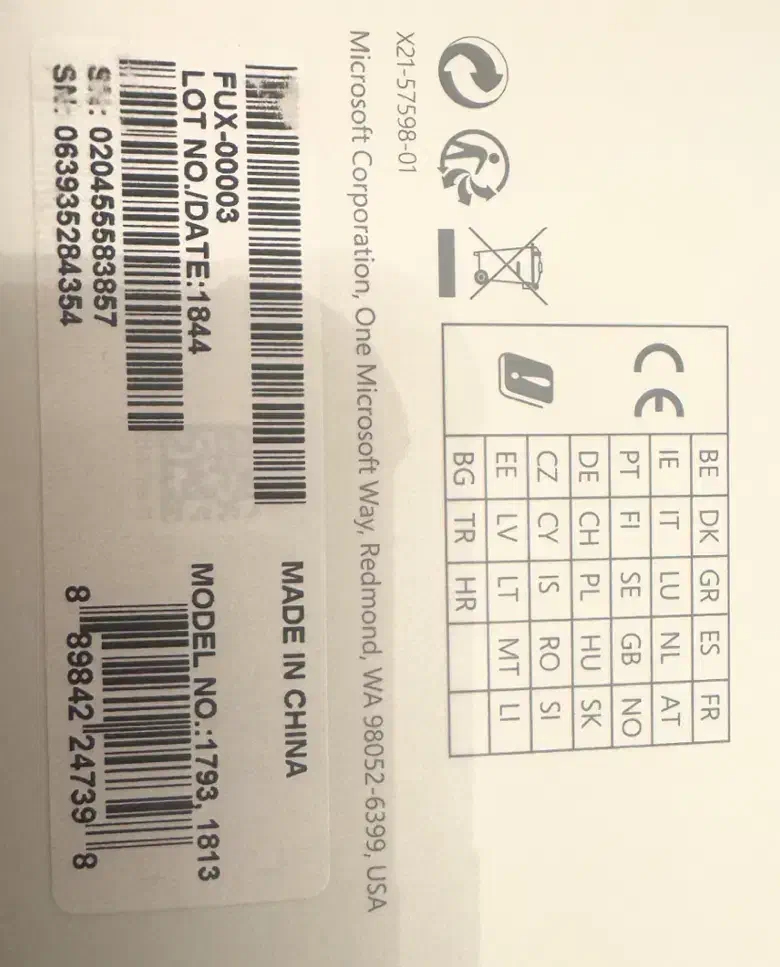 BE DK GR ES FR
IE IT LU NL AT
PT FI SE GB NO
DE CH PL HU SK
CZ CY IS RO SI
EE LV LT MT LI
BG TR HR
CE
X21-57598-01
Microsoft Corporation, One Microsoft Way, Redmond, WA 98052-6399, USA
FUX-00003
LOT NO./DATE:1844
SN: 020455583857
SN: 063935284354
MADE IN CHINA
MODEL NO.:1793, 1813
8 89842 24739 8